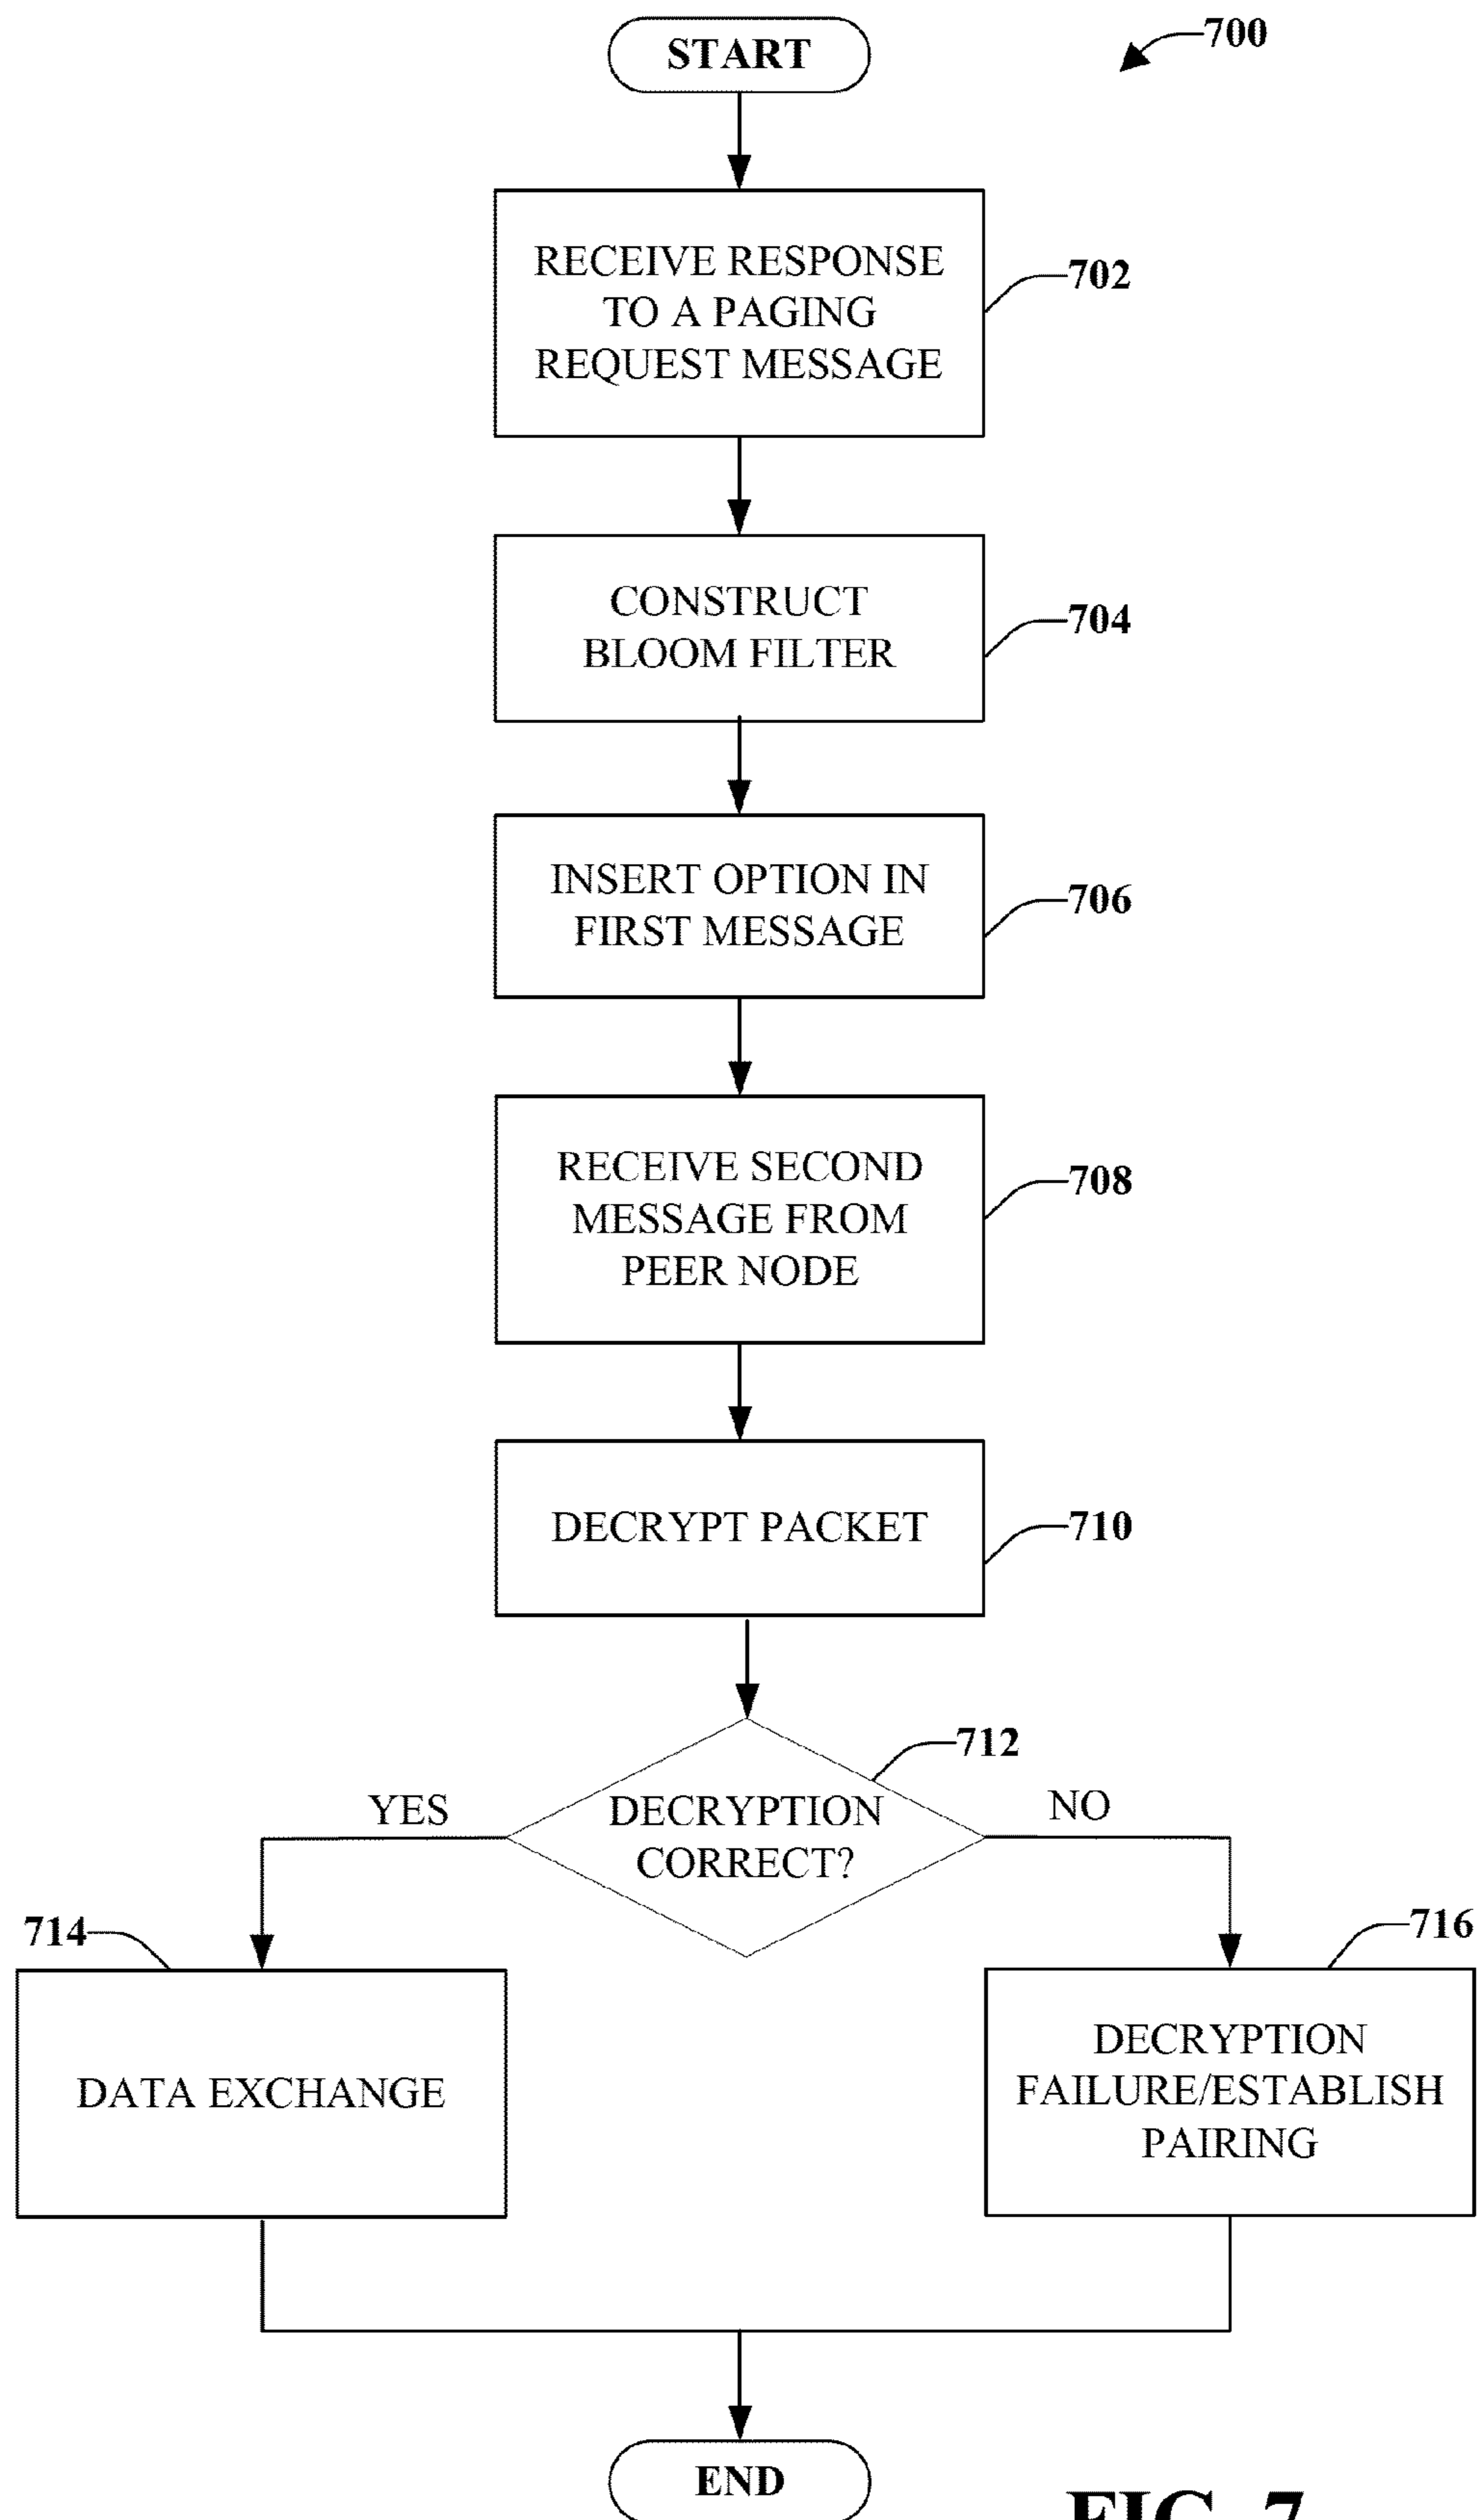 START
700
RECEIVE RESPONSE
TO A PAGING
REQUEST MESSAGE
702
CONSTRUCT
BLOOM FILTER
704
INSERT OPTION IN
FIRST MESSAGE
706
RECEIVE SECOND
MESSAGE FROM
PEER NODE
708
DECRYPT PACKET
710
712
YES
DECRYPTION
CORRECT?
NO
714
716
DATA EXCHANGE
DECRYPTION
FAILURE/ESTABLISH
PAIRING
END
FIG. 7